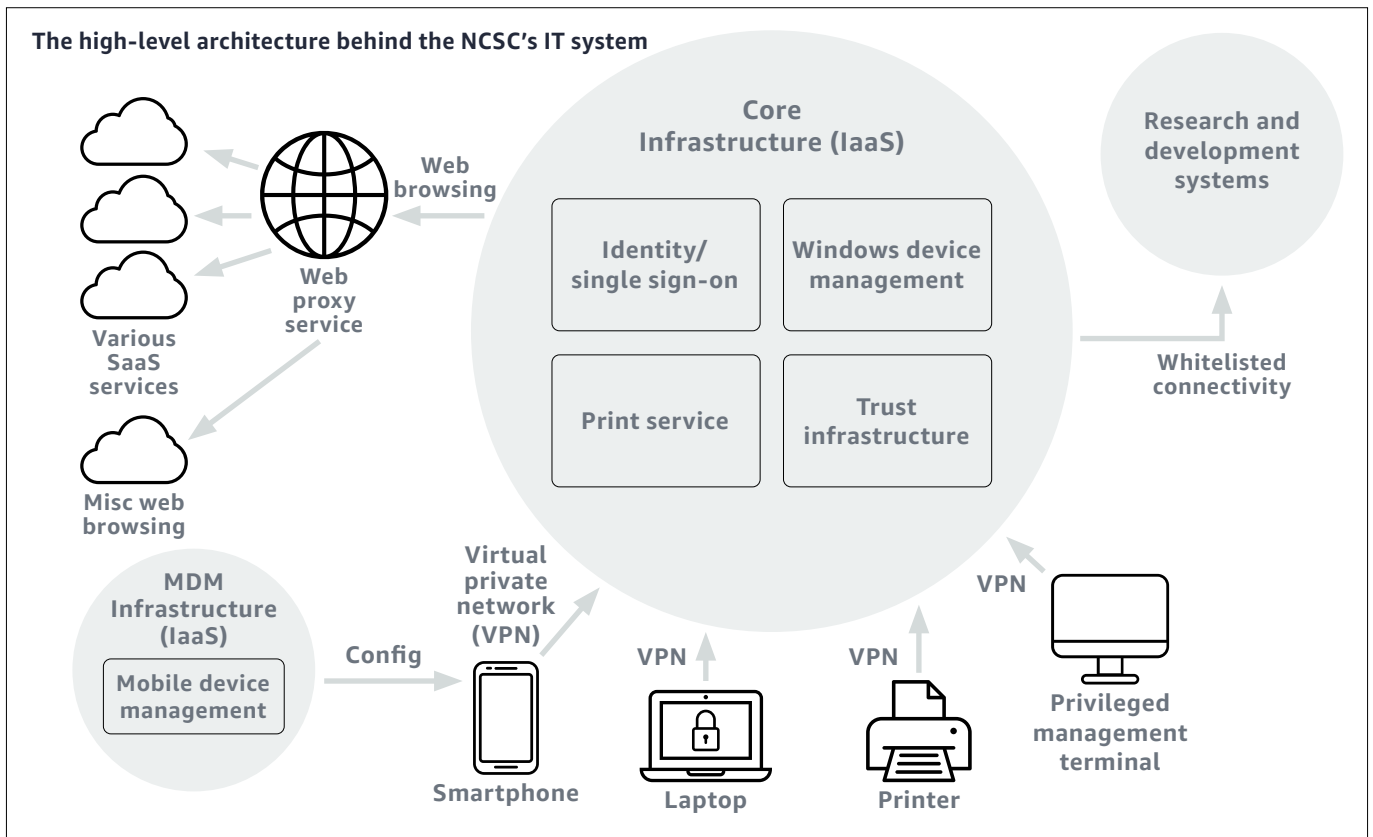 The high-level architecture behind the NCSC's IT system
Core
Infrastructure (IaaS)
Identity/
single sign-on
Windows device
management
Print service
Trust
infrastructure
Research and
development
systems
Whitelisted
connectivity
Web
browsing
Web
proxy
service
Various
SaaS
services
Misc web
browsing
MDM
Infrastructure
(IaaS)
Mobile device
management
Config
Virtual
private
network
(VPN)
Smartphone
VPN
Laptop
VPN
Printer
VPN
Privileged
management
terminal